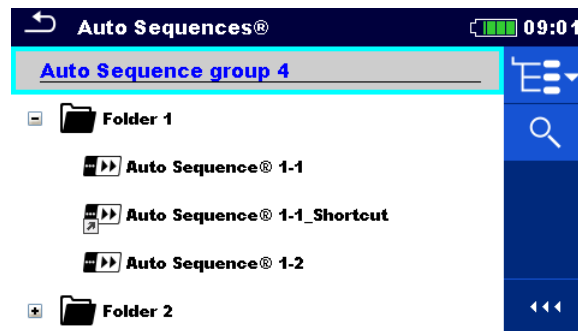 Auto Sequences®
09:01
Auto Sequence group 4
Folder 1
Auto Sequence® 1-1
Auto Sequence® 1-1_Shortcut
Auto Sequence® 1-2
Folder 2